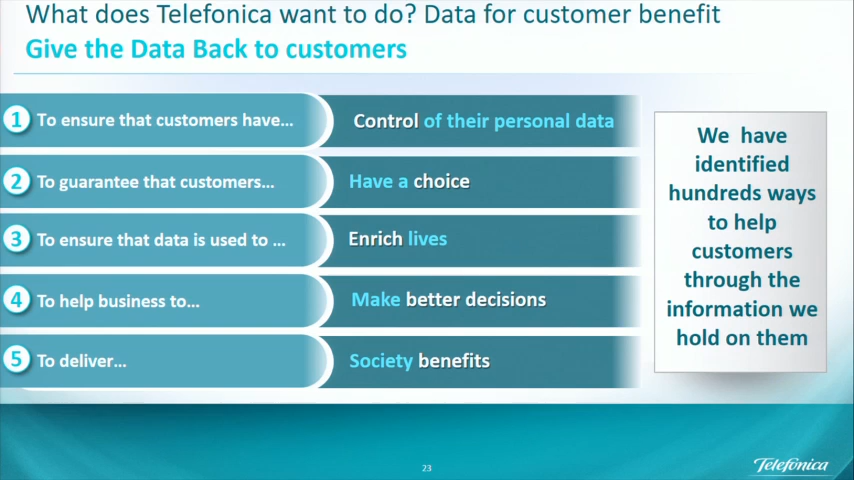 What does Telefonica want to do? Data for customer benefit
Give the Data Back to customers
1 To ensure that customers have... Control of their personal data
2 To guarantee that customers... Have a choice
3 To ensure that data is used to ... Enrich lives
4 To help business to... Make better decisions
5 To deliver... Society benefits
We have
identified
hundreds ways
to help
customers
through the
information we
hold on them
23
Telefónica